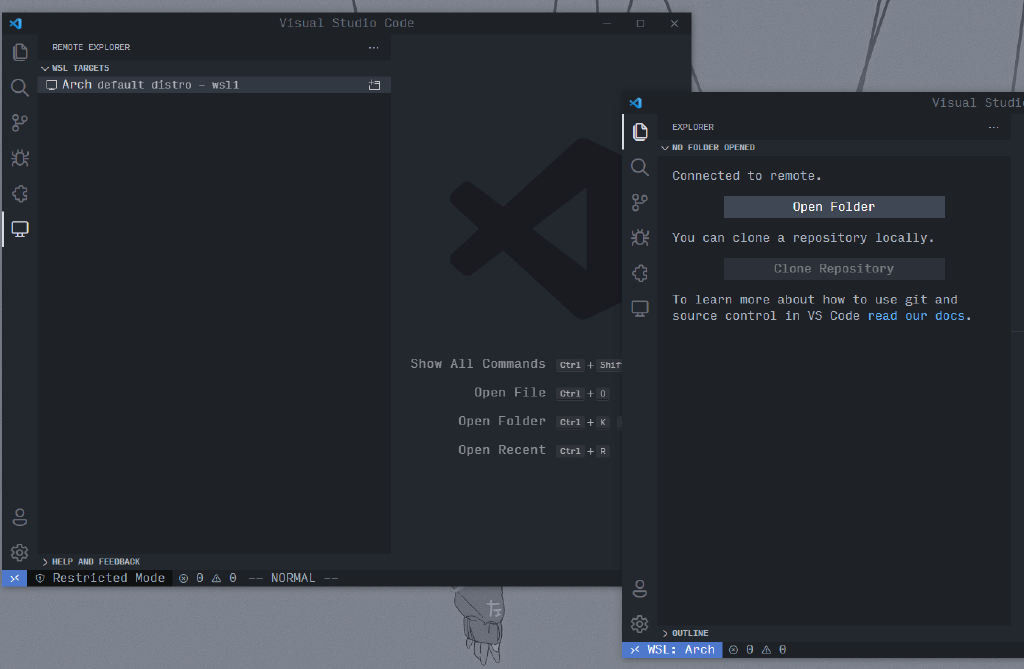 Visual Studio Code
REMOTE EXPLORER
WSL TARGETS
Arch default distro - wsl1
Show All Commands Ctrl + Shif
Open File Ctrl + O
Open Folder Ctrl + K
Open Recent Ctrl + R
HELP AND FEEDBACK
Restricted Mode 0 0 -- NORMAL --
Visual Studio
EXPLORER
NO FOLDER OPENED
Connected to remote.
Open Folder
You can clone a repository locally.
Clone Repository
To learn more about how to use git and
source control in VS Code read our docs.
OUTLINE
WSL: Arch 0 0
左